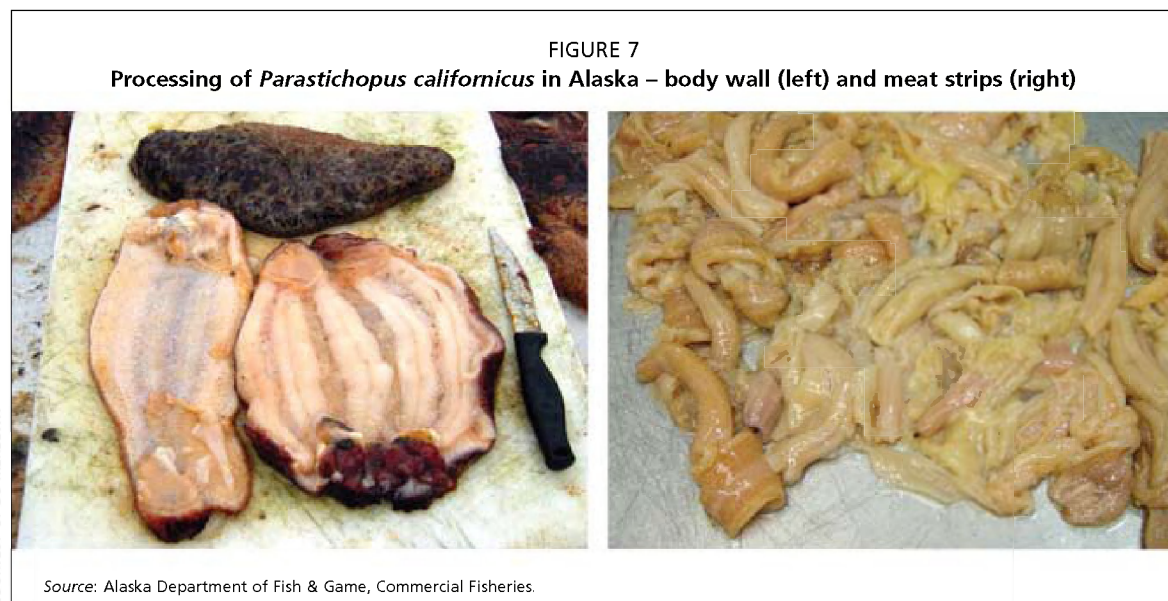 FIGURE 7
Processing of Parastichopus californicus in Alaska – body wall (left) and meat strips (right)
Source: Alaska Department of Fish & Game, Commercial Fisheries.